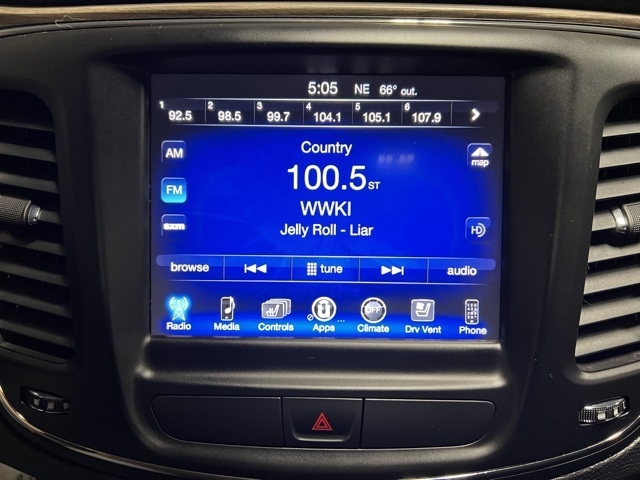 5:05 NE 66° out.
1 92.5 2 98.5 3 99.7 4 104.1 5 105.1 6 107.9
AM
Country
map
FM
100.5 ST
WWKI
sxm
Jelly Roll - Liar
HD
browse tune audio
OFF
Radio Media Controls Apps ... Climate Drv Vent Phone